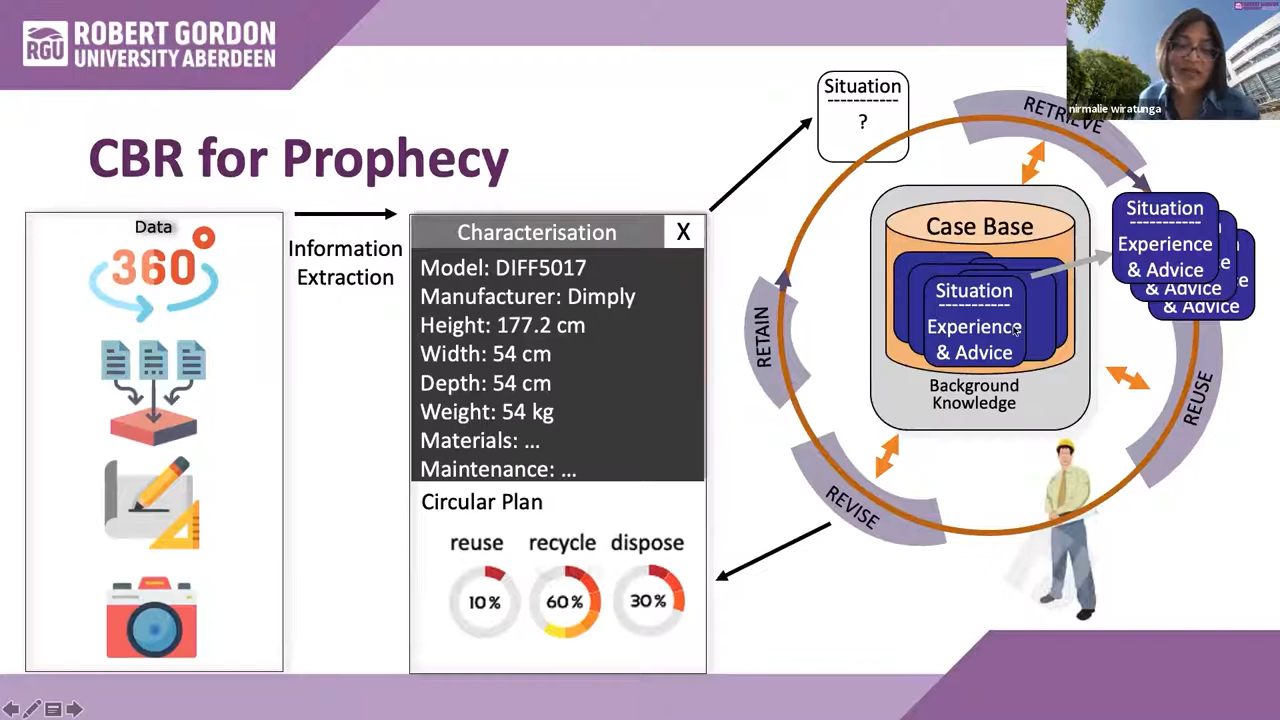 RGU
ROBERT GORDON
UNIVERSITY ABERDEEN
CBR for Prophecy
Data
360°
Information
Extraction
Characterisation X
Model: DIFF5017
Manufacturer: Dimply
Height: 177.2 cm
Width: 54 cm
Depth: 54 cm
Weight: 54 kg
Materials: ...
Maintenance: ...
Circular Plan
reuse recycle dispose
10% 60% 30%
Situation
-----------
?
RETRIEVE
nirmalie wiratunga
Case Base
Situation
-----------
Experience
& Advice
Background
Knowledge
Situation
-----------
Experience
& Advice
& Advice
& Advice
REUSE
REVISE
RETAIN